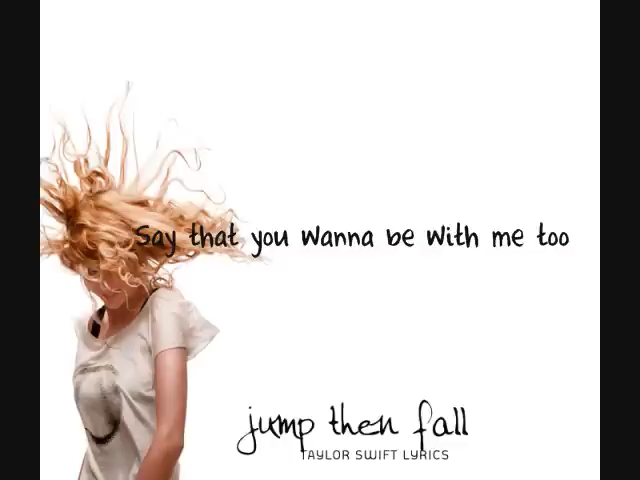 Say that you wanna be with me too
jump then fall
TAYLOR SWIFT LYRICS